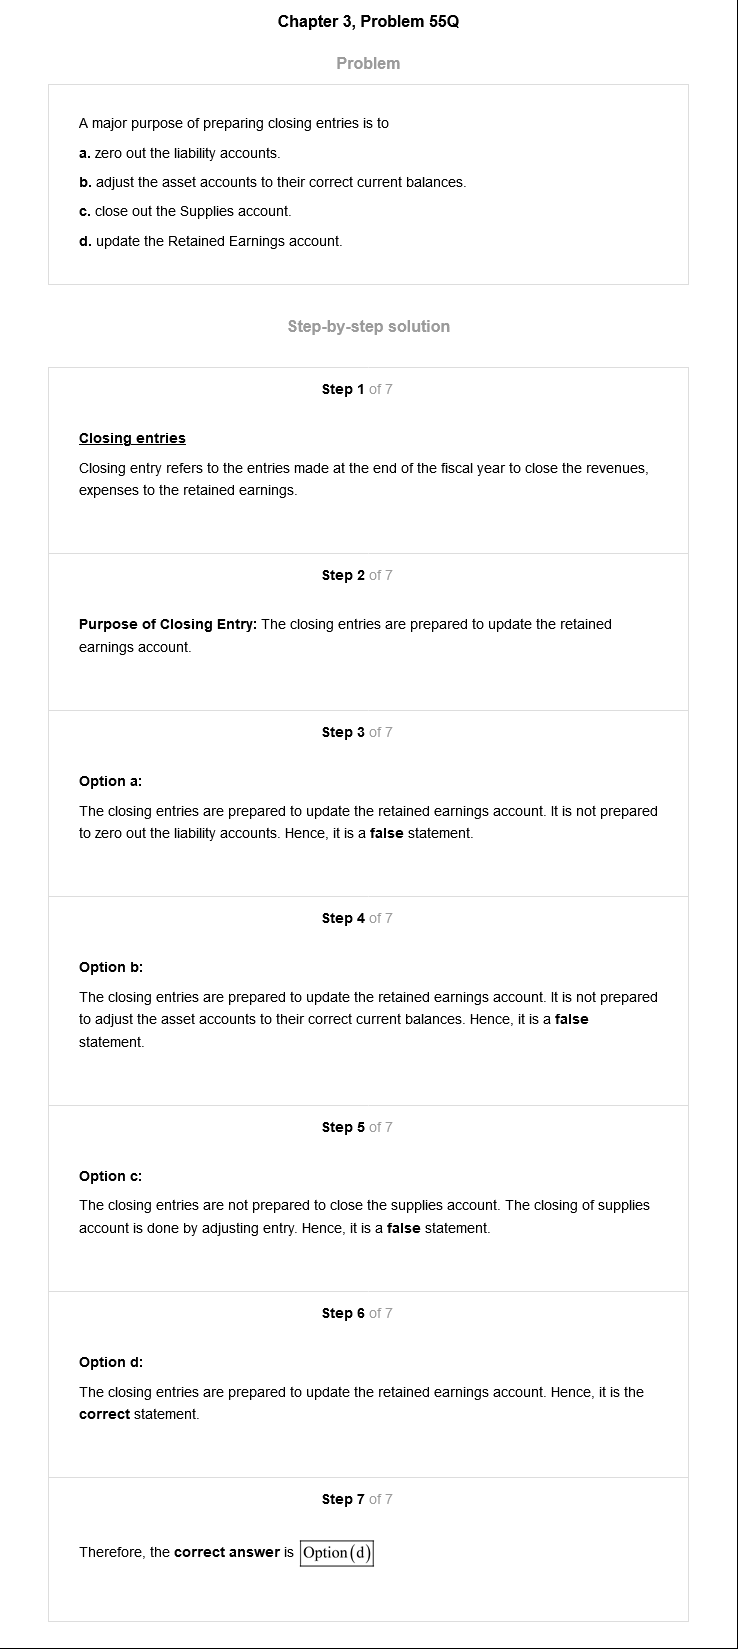 Chapter 3, Problem 55Q
Problem
A major purpose of preparing closing entries is to
a. zero out the liability accounts.
b. adjust the asset accounts to their correct current balances.
c. close out the Supplies account.
d. update the Retained Earnings account.
Step-by-step solution
Step 1 of 7
Closing entries
Closing entry refers to the entries made at the end of the fiscal year to close the revenues,
expenses to the retained earnings.
Step 2 of 7
Purpose of Closing Entry: The closing entries are prepared to update the retained
earnings account.
Step 3 of 7
Option a:
The closing entries are prepared to update the retained earnings account. It is not prepared
to zero out the liability accounts. Hence, it is a false statement.
Step 4 of 7
Option b:
The closing entries are prepared to update the retained earnings account. It is not prepared
to adjust the asset accounts to their correct current balances. Hence, it is a false
statement.
Step 5 of 7
Option c:
The closing entries are not prepared to close the supplies account. The closing of supplies
account is done by adjusting entry. Hence, it is a false statement.
Step 6 of 7
Option d:
The closing entries are prepared to update the retained earnings account. Hence, it is the
correct statement.
Step 7 of 7
Therefore, the correct answer is Option(d)